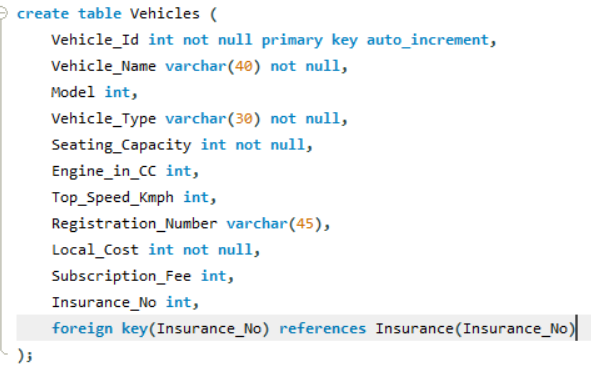 create table Vehicles (
Vehicle_Id int not null primary key auto_increment,
Vehicle_Name varchar(40) not null,
Model int,
Vehicle_Type varchar(30) not null,
Seating_Capacity int not null,
Engine_in_CC int,
Top_Speed_Kmph int,
Registration_Number varchar(45),
Local_Cost int not null,
Subscription_Fee int,
Insurance_No int,
foreign key(Insurance_No) references Insurance(Insurance_No)
);